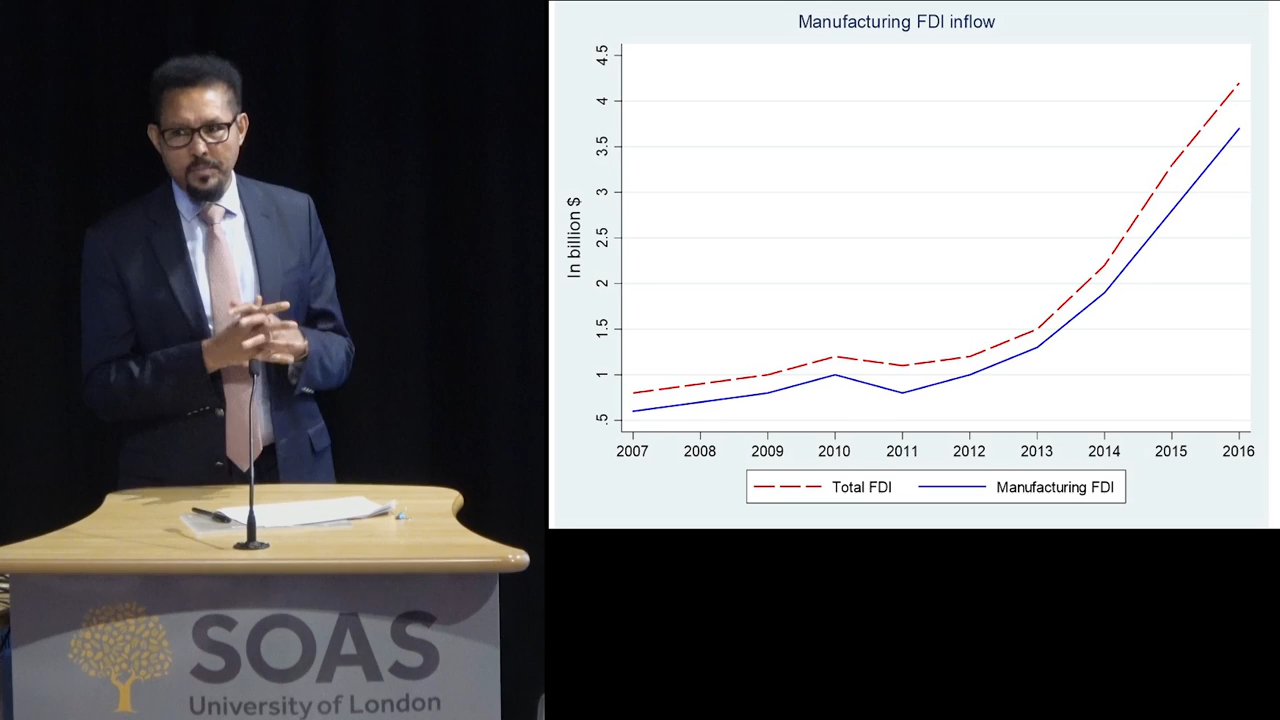 SOAS
University of London
Manufacturing FDI inflow
In billion $
4.5
4
3.5
3
2.5
2
1.5
1
.5
2007 2008 2009 2010 2011 2012 2013 2014 2015 2016
Total FDI Manufacturing FDI